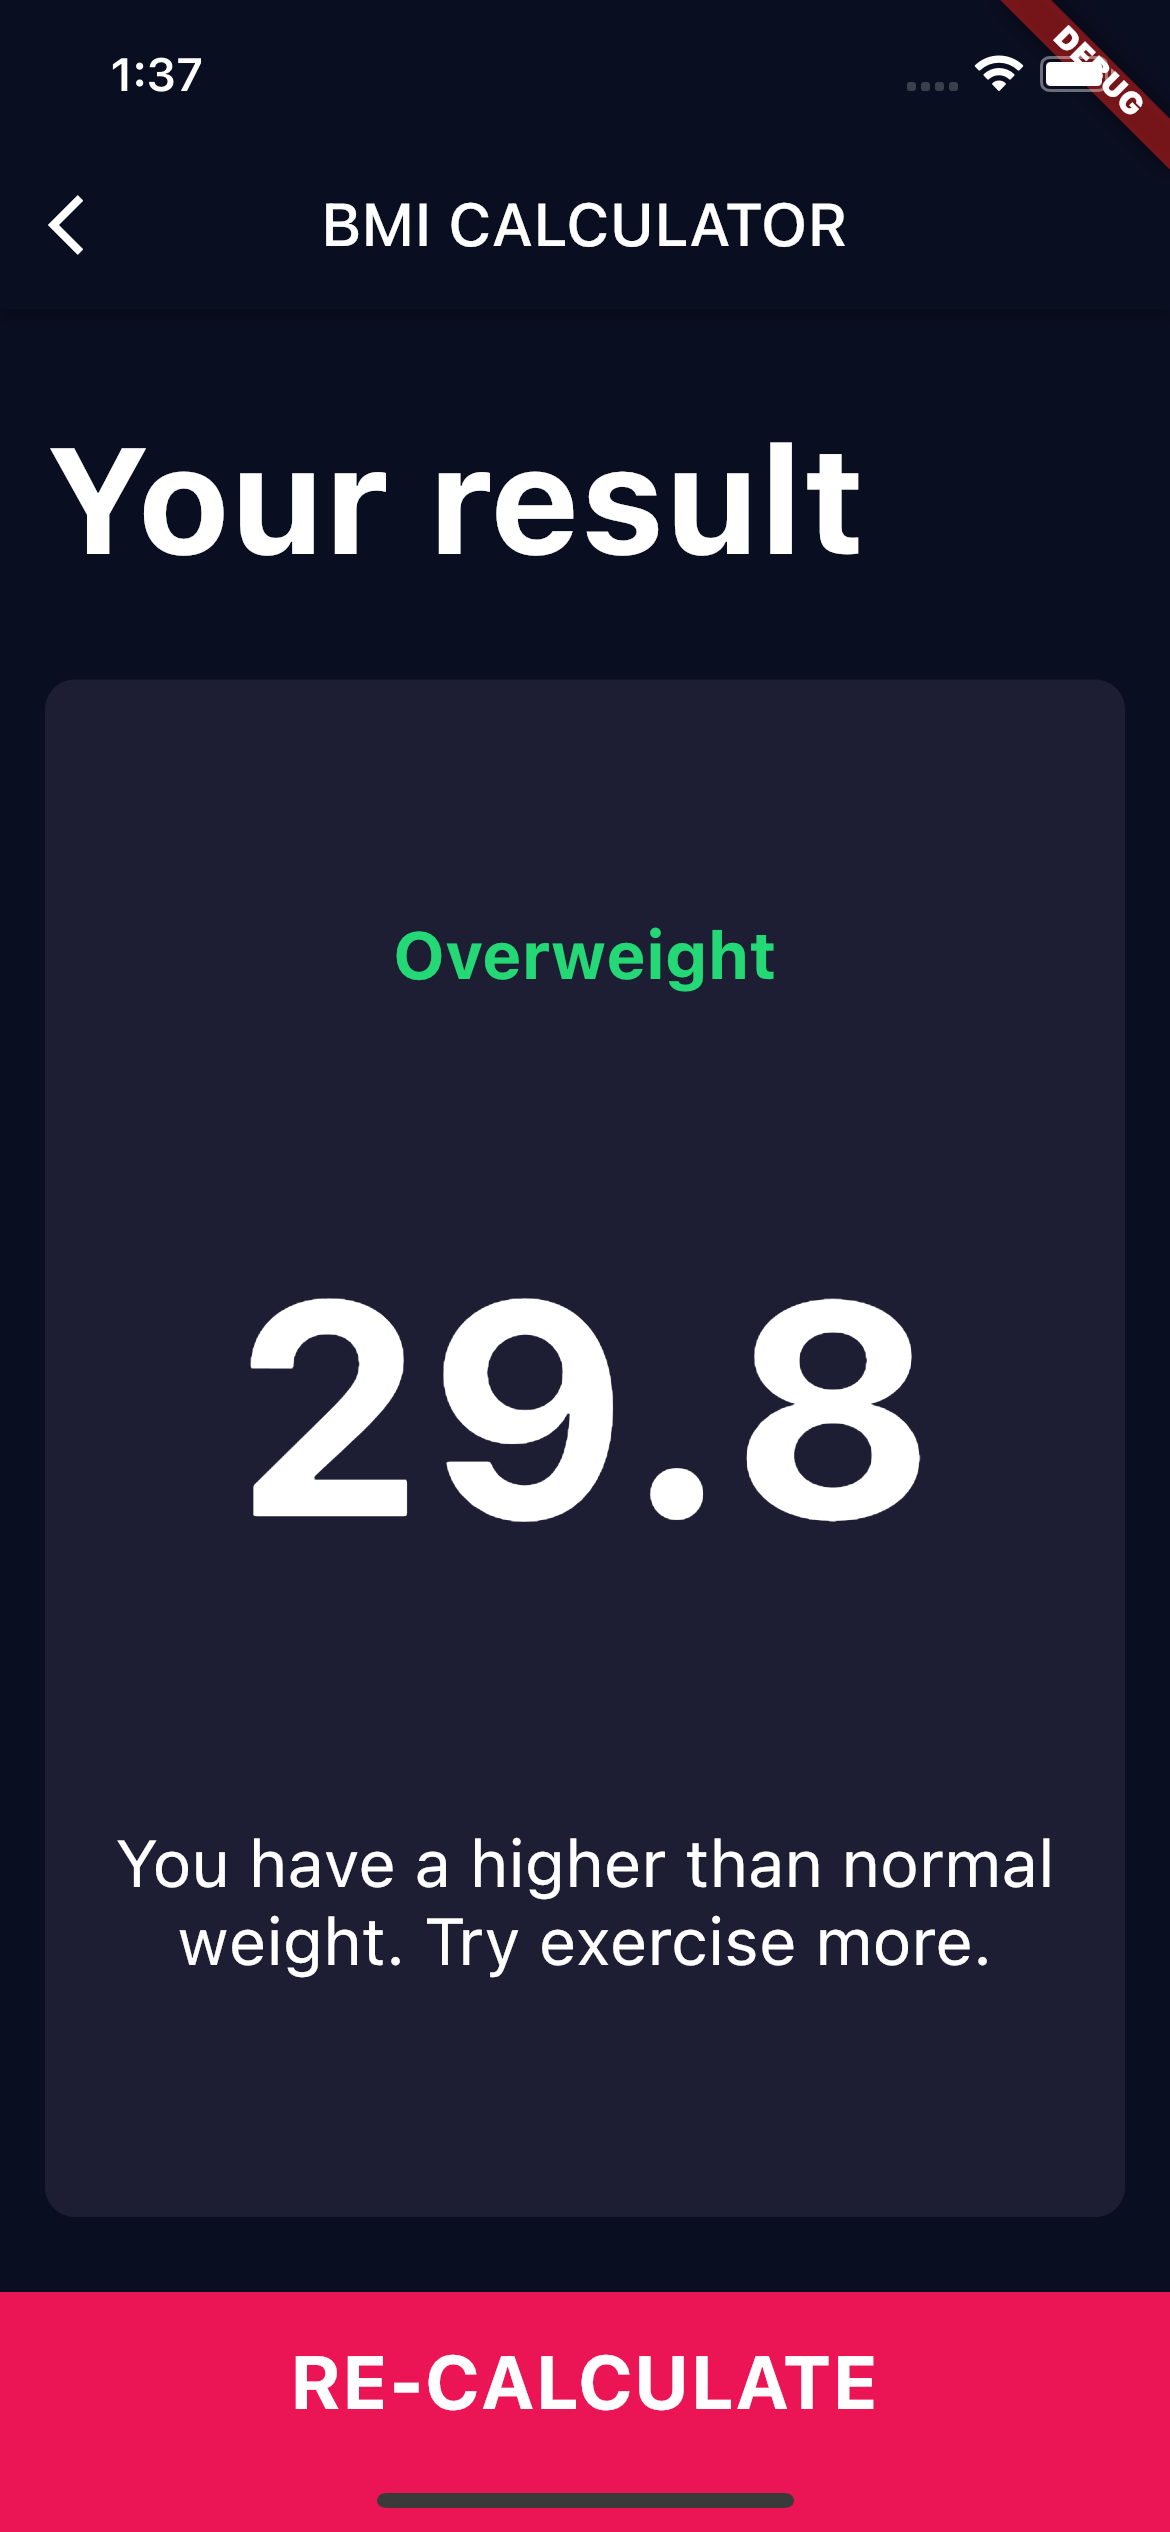 1:37
DEBUG
BMI CALCULATOR
Your result
Overweight
29.8
You have a higher than normal
weight. Try exercise more.
RE-CALCULATE